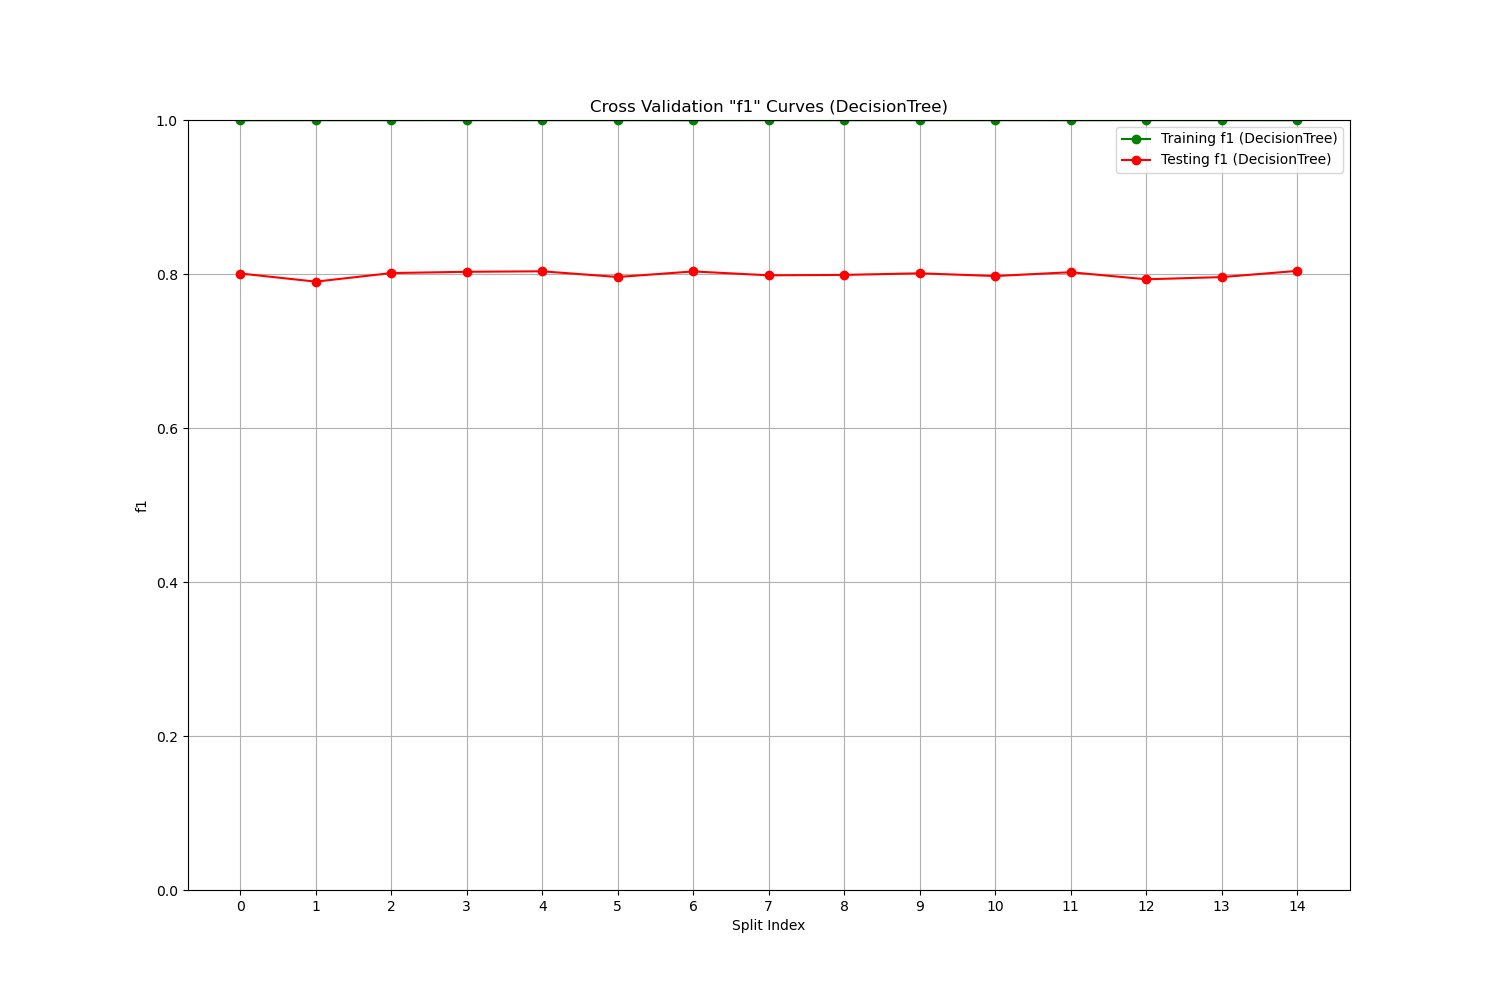 Cross Validation "f1" Curves (DecisionTree)
Training f1 (DecisionTree)
Testing f1 (DecisionTree)
1.0
0.8
0.6
0.4
0.2
0.0
f1
0 1 2 3 4 5 6 7 8 9 10 11 12 13 14
Split Index